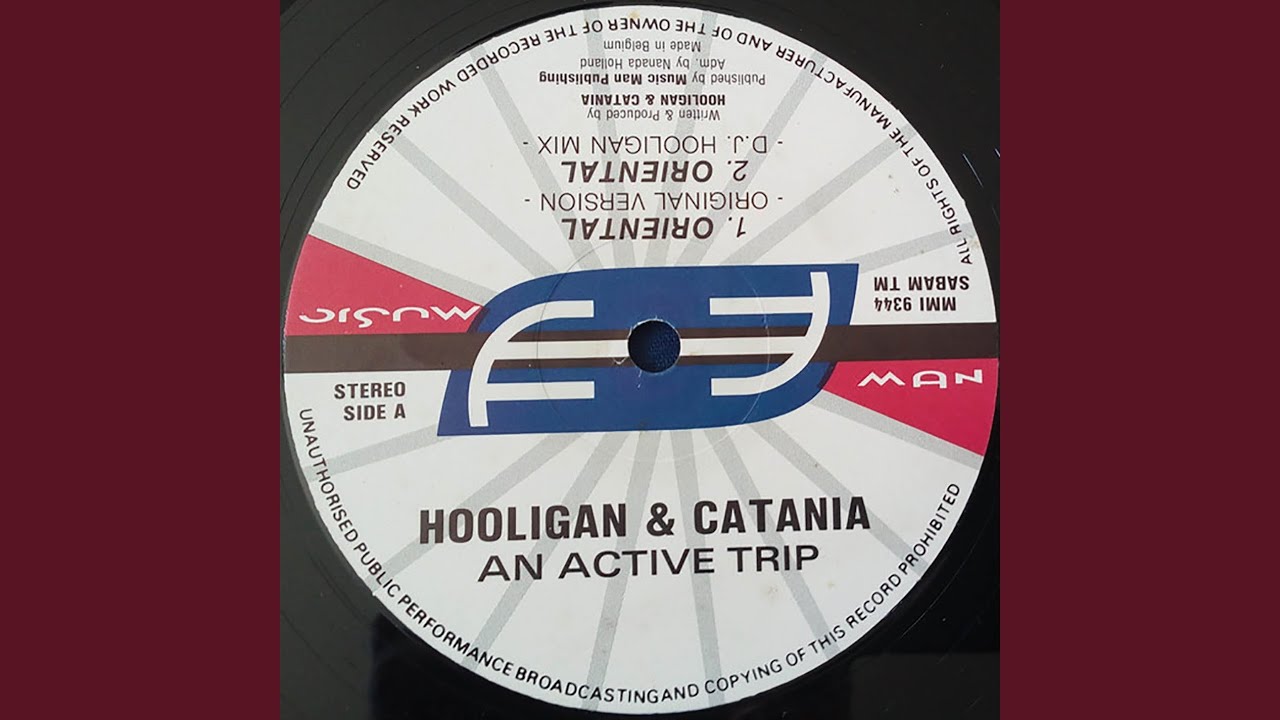 HOOLIGAN & CATANIA
AN ACTIVE TRIP
STEREO
SIDE A
MUSIC
MAN
MMI 9344
SABAM TM
1. ORIENTAL
- ORIGINAL VERSION -
2. ORIENTAL
- D.J. HOOLIGAN MIX -
Written & Produced by
HOOLIGAN & CATANIA
Published by Music Man Publishing
Adm. by Nanada Holland
Made in Belgium
ALL RIGHTS OF THE MANUFACTURER AND OF THE OWNER OF THE RECORDED WORK RESERVED
UNAUTHORISED PUBLIC PERFORMANCE BROADCASTINGAND COPYING OF THIS RECORD PROHIBITED